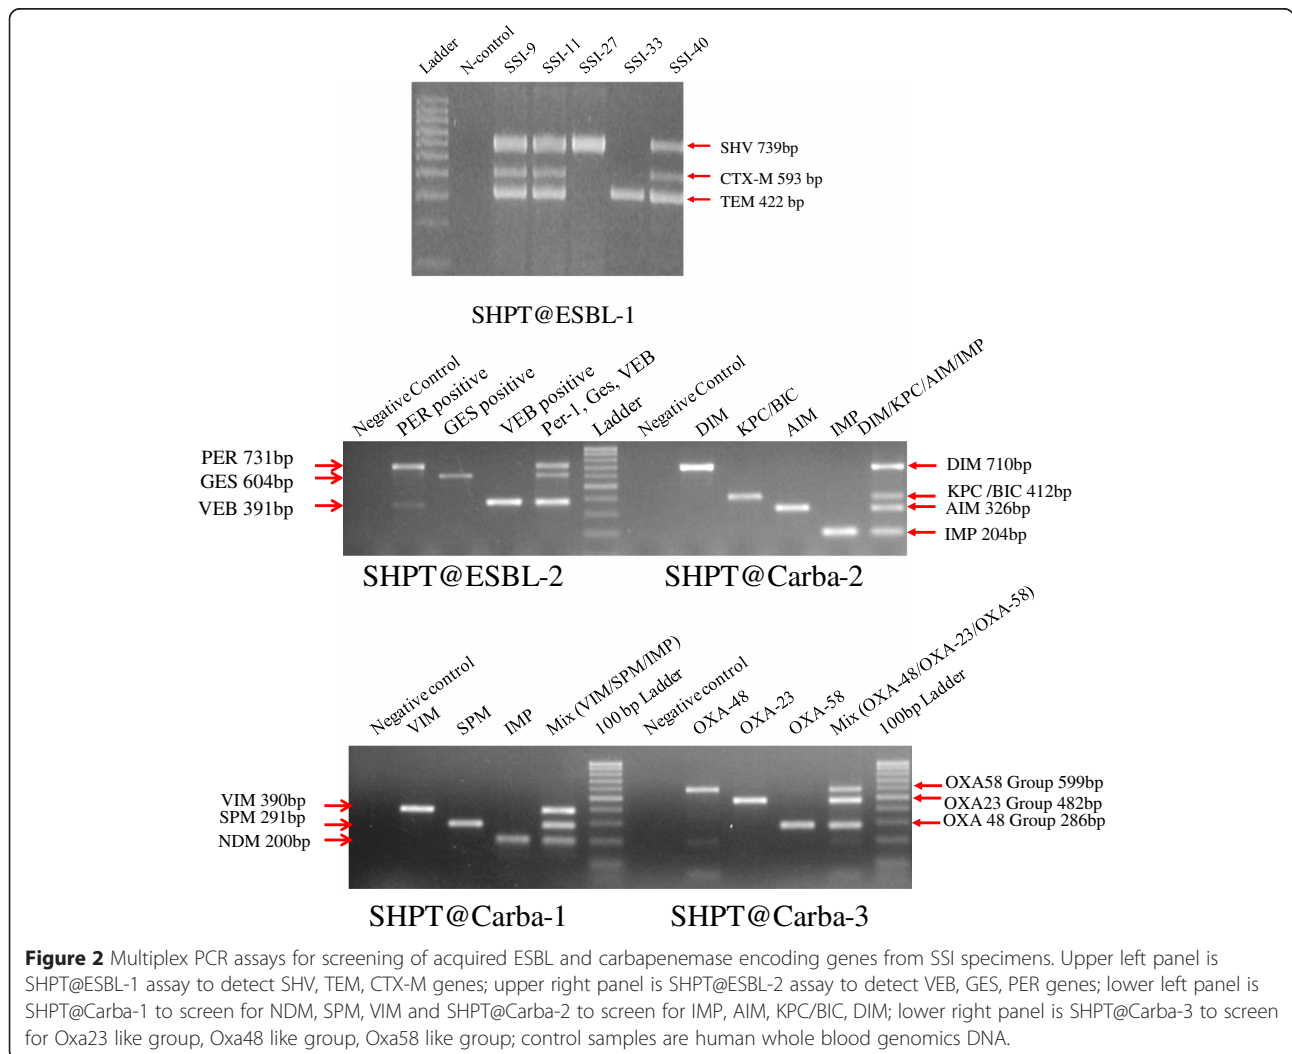 Ladder
N-control
SSI-9
SSI-11
SSI-27
SSI-33
SSI-40
SHV 739bp
CTX-M 593 bp
TEM 422 bp
SHPT@ESBL-1
Negative Control
PER positive
GES positive
VEB positive
Per-1, Ges, VEB
Ladder
Negative Control
DIM
KPC/BIC
AIM
IMP
DIM/KPC/AIM/IMP
PER 731bp
GES 604bp
VEB 391bp
DIM 710bp
KPC /BIC 412bp
AIM 326bp
IMP 204bp
SHPT@ESBL-2
SHPT@Carba-2
Negative control
VIM
SPM
IMP
Mix (VIM/SPM/IMP)
100 bp Ladder
Negative control
OXA-48
OXA-23
OXA-58
Mix (OXA-48/OXA-23/OXA-58)
100bp Ladder
VIM 390bp
SPM 291bp
NDM 200bp
OXA58 Group 599bp
OXA23 Group 482bp
OXA 48 Group 286bp
SHPT@Carba-1
SHPT@Carba-3
Figure 2 Multiplex PCR assays for screening of acquired ESBL and carbapenemase encoding genes from SSI specimens. Upper left panel is
SHPT@ESBL-1 assay to detect SHV, TEM, CTX-M genes; upper right panel is SHPT@ESBL-2 assay to detect VEB, GES, PER genes; lower left panel is
SHPT@Carba-1 to screen for NDM, SPM, VIM and SHPT@Carba-2 to screen for IMP, AIM, KPC/BIC, DIM; lower right panel is SHPT@Carba-3 to screen
for Oxa23 like group, Oxa48 like group, Oxa58 like group; control samples are human whole blood genomics DNA.